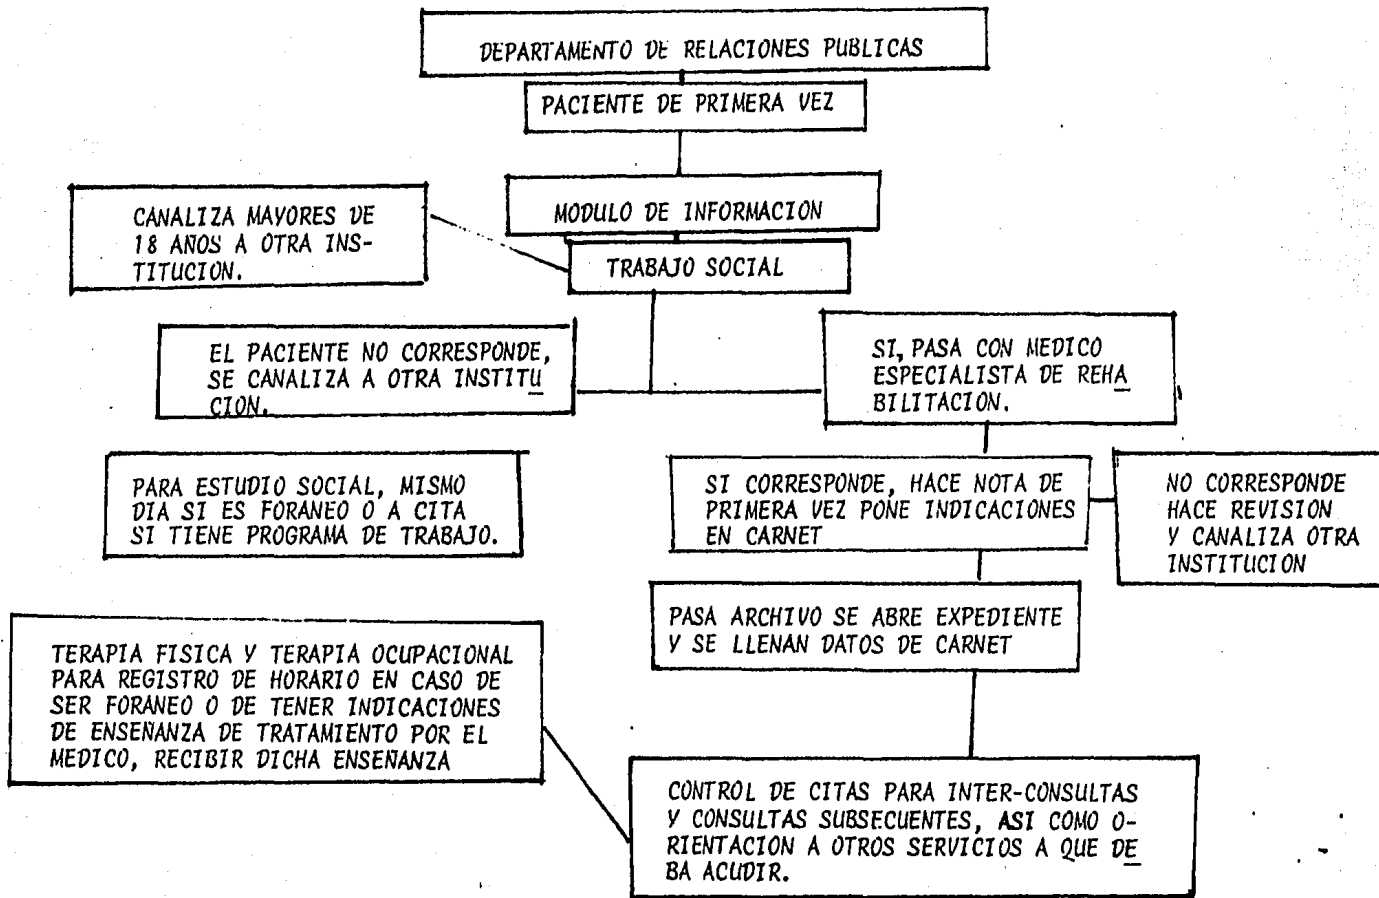 DEPARTAMENTO DE RELACIONES PUBLICAS
PACIENTE DE PRIMERA VEZ
MODULO DE INFORMACION
CANALIZA MAYORES DE
18 AÑOS A OTRA INS-
TITUCION.
TRABAJO SOCIAL
EL PACIENTE NO CORRESPONDE,
SE CANALIZA A OTRA INSTITU
CION.
SI, PASA CON MEDICO
ESPECIALISTA DE REHA
BILITACION.
PARA ESTUDIO SOCIAL, MISMO
DIA SI ES FORANEO O A CITA
SI TIENE PROGRAMA DE TRABAJO.
SI CORRESPONDE, HACE NOTA DE
PRIMERA VEZ PONE INDICACIONES
EN CARNET
NO CORRESPONDE
HACE REVISION
Y CANALIZA OTRA
INSTITUCION
PASA ARCHIVO SE ABRE EXPEDIENTE
Y SE LLENAN DATOS DE CARNET
TERAPIA FISICA Y TERAPIA OCUPACIONAL
PARA REGISTRO DE HORARIO EN CASO DE
SER FORANEO O DE TENER INDICACIONES
DE ENSEÑANZA DE TRATAMIENTO POR EL
MEDICO, RECIBIR DICHA ENSEÑANZA
CONTROL DE CITAS PARA INTER-CONSULTAS
Y CONSULTAS SUBSECUENTES, ASI COMO O-
RIENTACION A OTROS SERVICIOS A QUE DE
BA ACUDIR.